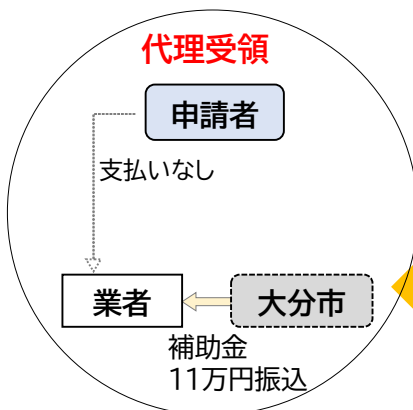 代理受領
申請者
支払いなし
業者
大分市
補助金
11万円振込